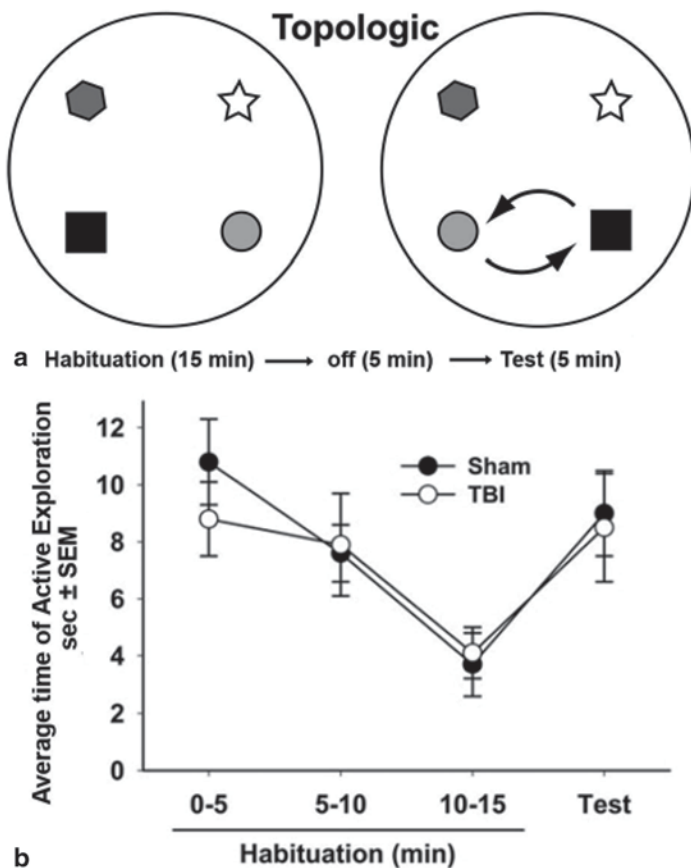 Topologic
a Habituation (15 min) ⟶ off (5 min) ⟶ Test (5 min)
Average time of Active Exploration
sec ± SEM
12
10
8
6
4
2
0
Sham
TBI
0-5 5-10 10-15 Test
Habituation (min)
b